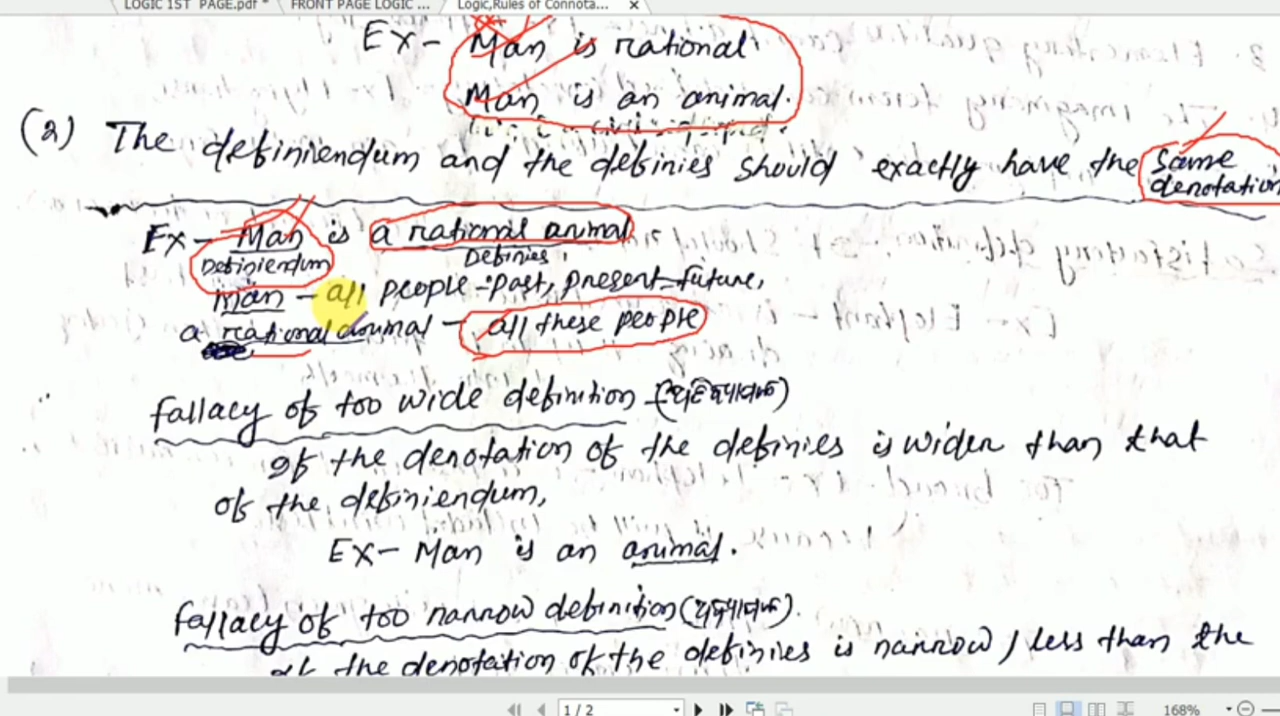 LOGIC 1ST PAGE.pdf * FRONT PAGE LOGIC ... Logic,Rules of Connota... ×
Ex- Man is rational
Man is an animal.
(2) The definiendum and the definies should exactly have the same denotation
Ex- Man is a rational animal
Definiendum Definies,
Man - all people - past, present - future,
a rational animal - all these people
fallacy of too wide definition -
If the denotation of the definies is wider than that
of the definiendum,
Ex- Man is an animal.
fallacy of too narrow definition
If the denotation of the definies is narrow / less than the
1 / 2 168%